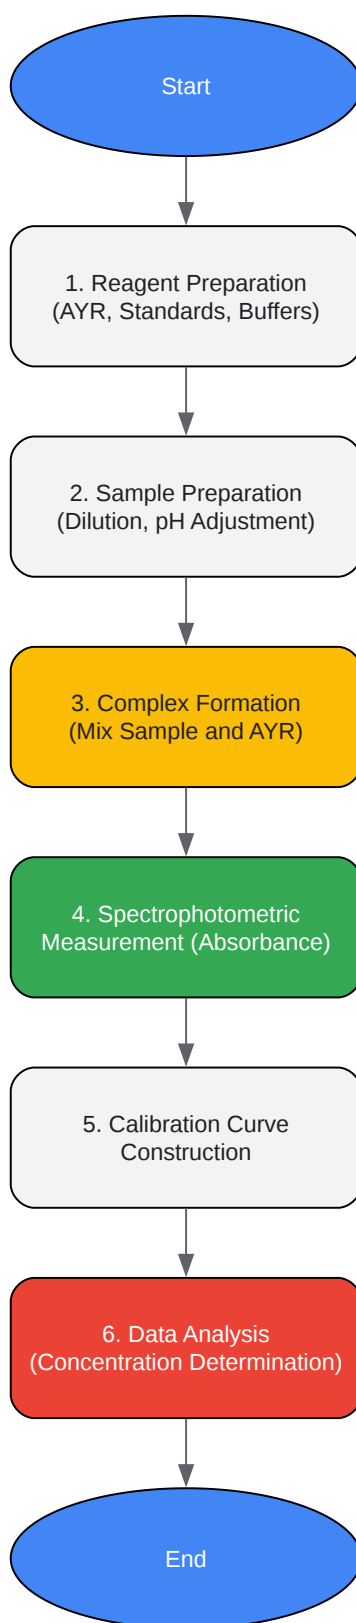 Start
1. Reagent Preparation
(AYR, Standards, Buffers)
2. Sample Preparation
(Dilution, pH Adjustment)
3. Complex Formation
(Mix Sample and AYR)
4. Spectrophotometric
Measurement (Absorbance)
5. Calibration Curve
Construction
6. Data Analysis
(Concentration Determination)
End